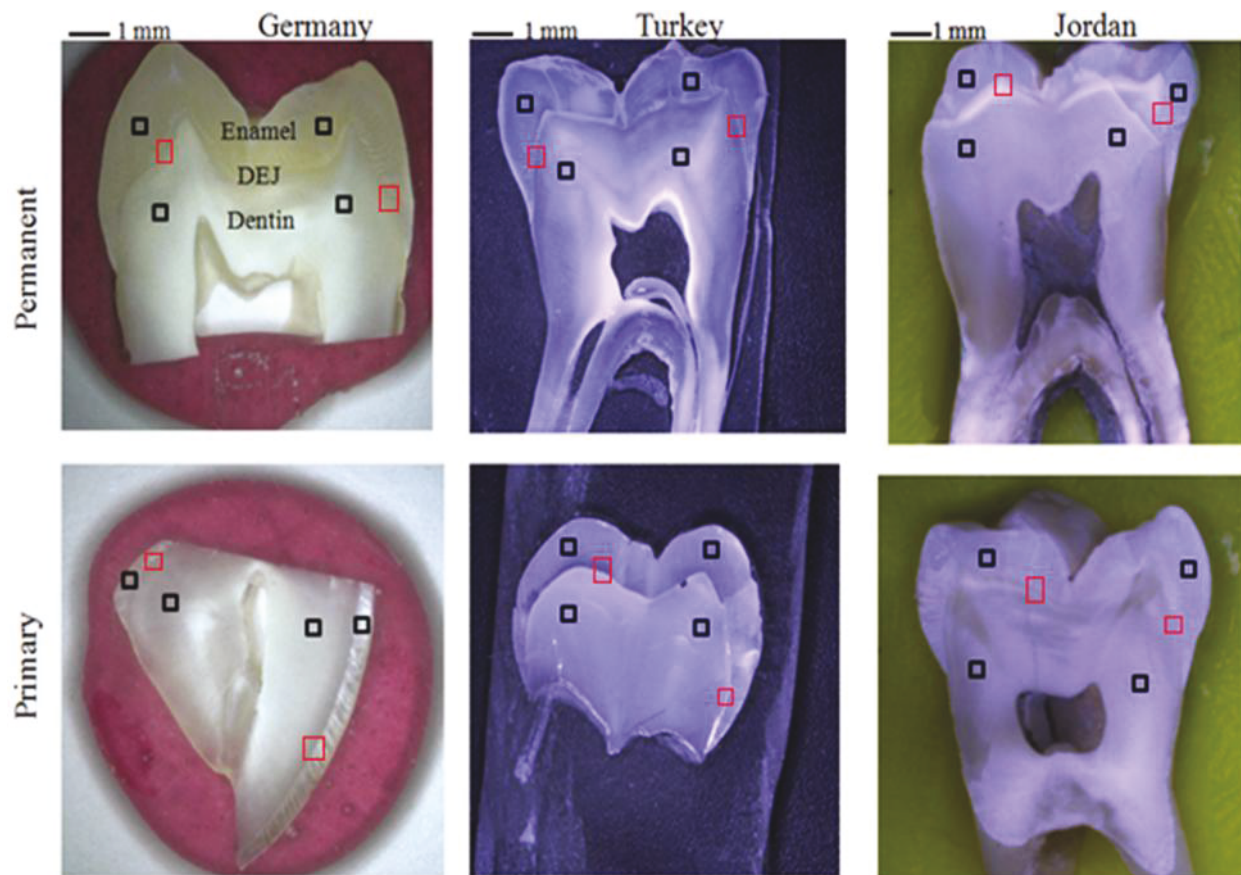 1 mm Germany
1 mm Turkey
1 mm Jordan
Permanent
Enamel
DEJ
Dentin
Primary